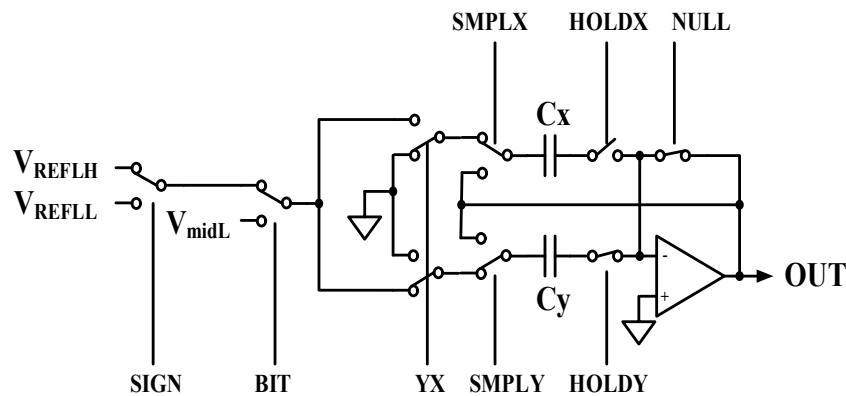 SMPLX HOLDX NULL
Cx
VREFLH
VREFLL
VmidL
-
+
OUT
Cy
SIGN BIT YX SMPLY HOLDY